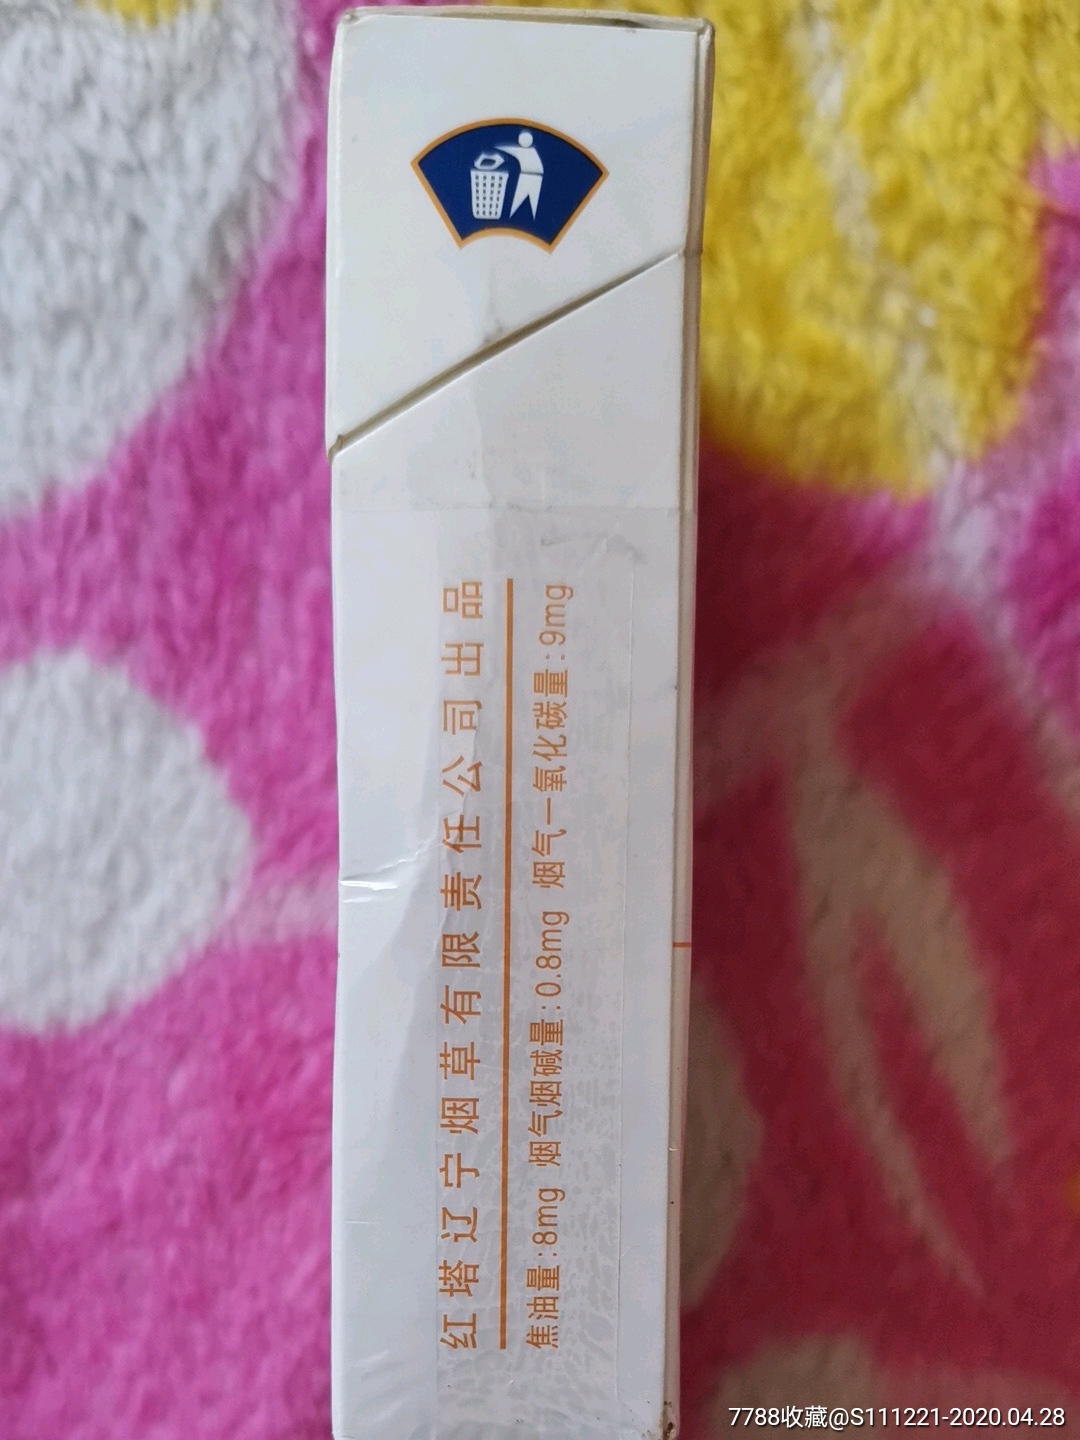 红塔辽宁烟草有限责任公司出品
焦油量:8mg 烟气烟碱量:0.8mg 烟气一氧化碳量:9mg
7788收藏@S111221-2020.04.28